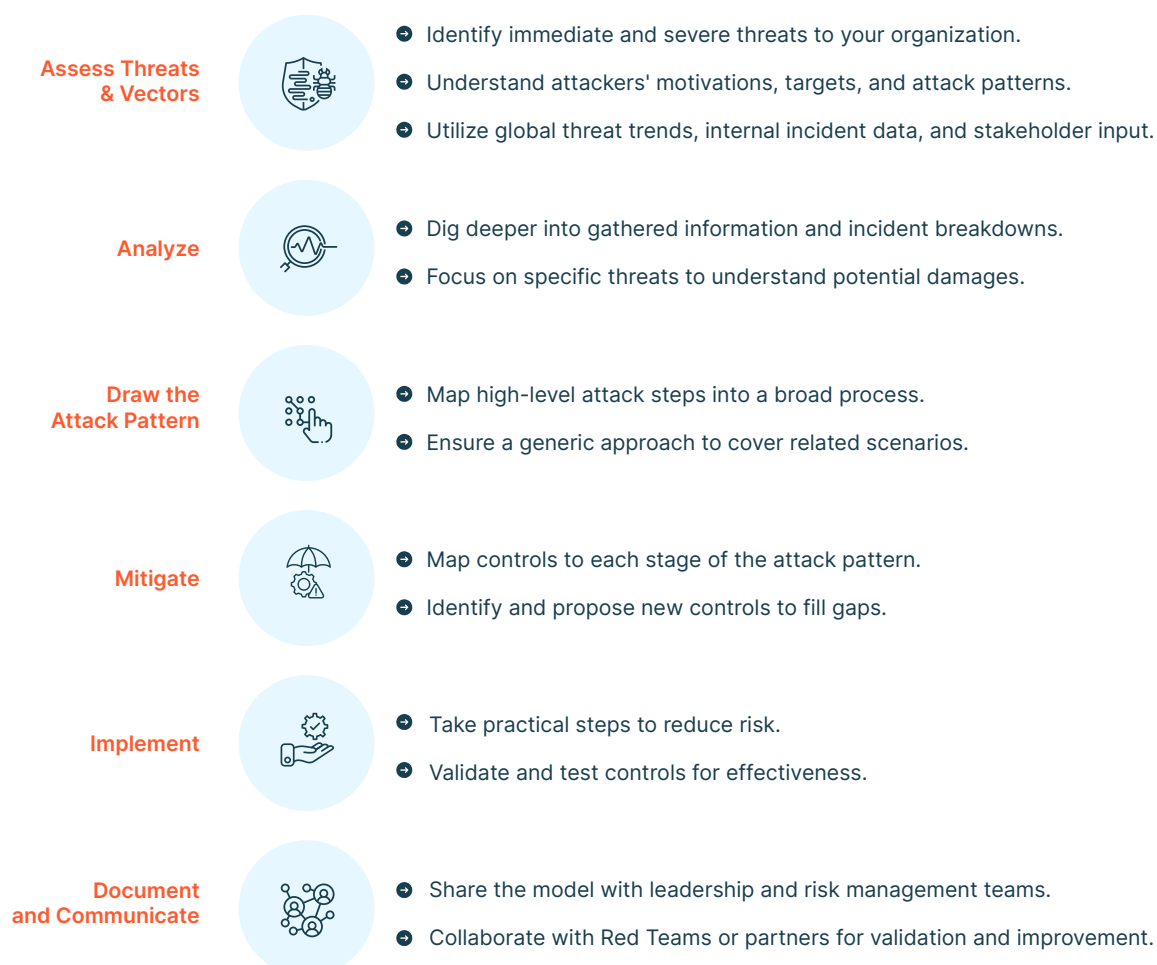 Assess Threats
& Vectors
Identify immediate and severe threats to your organization.
Understand attackers' motivations, targets, and attack patterns.
Utilize global threat trends, internal incident data, and stakeholder input.
Analyze
Dig deeper into gathered information and incident breakdowns.
Focus on specific threats to understand potential damages.
Draw the
Attack Pattern
Map high-level attack steps into a broad process.
Ensure a generic approach to cover related scenarios.
Mitigate
Map controls to each stage of the attack pattern.
Identify and propose new controls to fill gaps.
Implement
Take practical steps to reduce risk.
Validate and test controls for effectiveness.
Document
and Communicate
Share the model with leadership and risk management teams.
Collaborate with Red Teams or partners for validation and improvement.